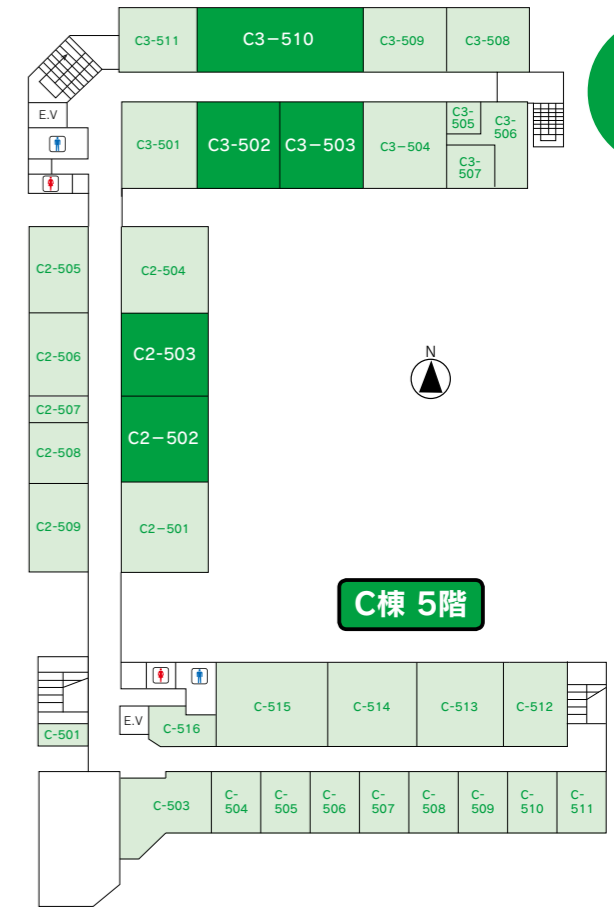 C3-511
C3－510
C3-509
C3-508
E.V
C3-501
C3-502
C3－503
C3－504
C3-
505
C3-
506
C3-
507
C2-505
C2-504
C2-506
C2-503
C2-507
C2-508
C2－502
C2-509
C2－501
N
C棟 5階
C-501
E.V
C-516
C-515
C-514
C-513
C-512
C-503
C-
504
C-
505
C-
506
C-
507
C-
508
C-
509
C-
510
C-
511